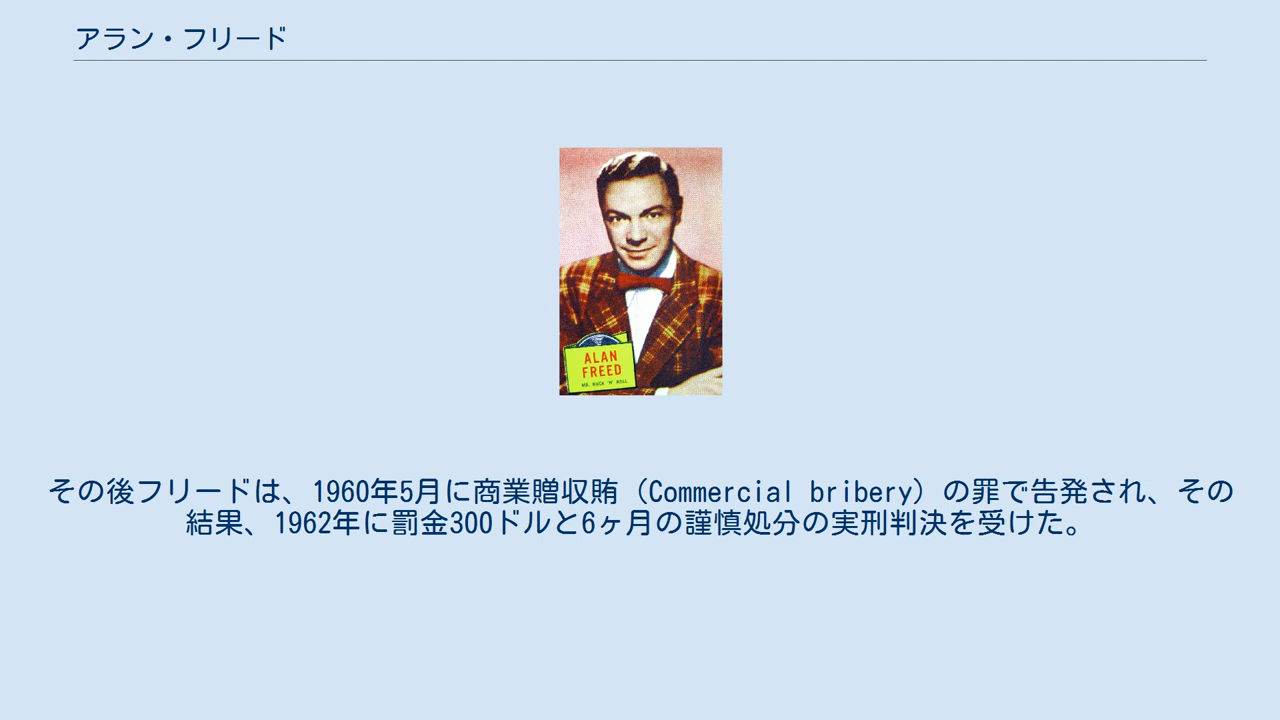 アラン・フリード
ALAN
FREED
MR. ROCK 'N' ROLL
その後フリードは、1960年5月に商業贈収賄（Commercial bribery）の罪で告発され、その
結果、1962年に罰金300ドルと6ヶ月の謹慎処分の実刑判決を受けた。